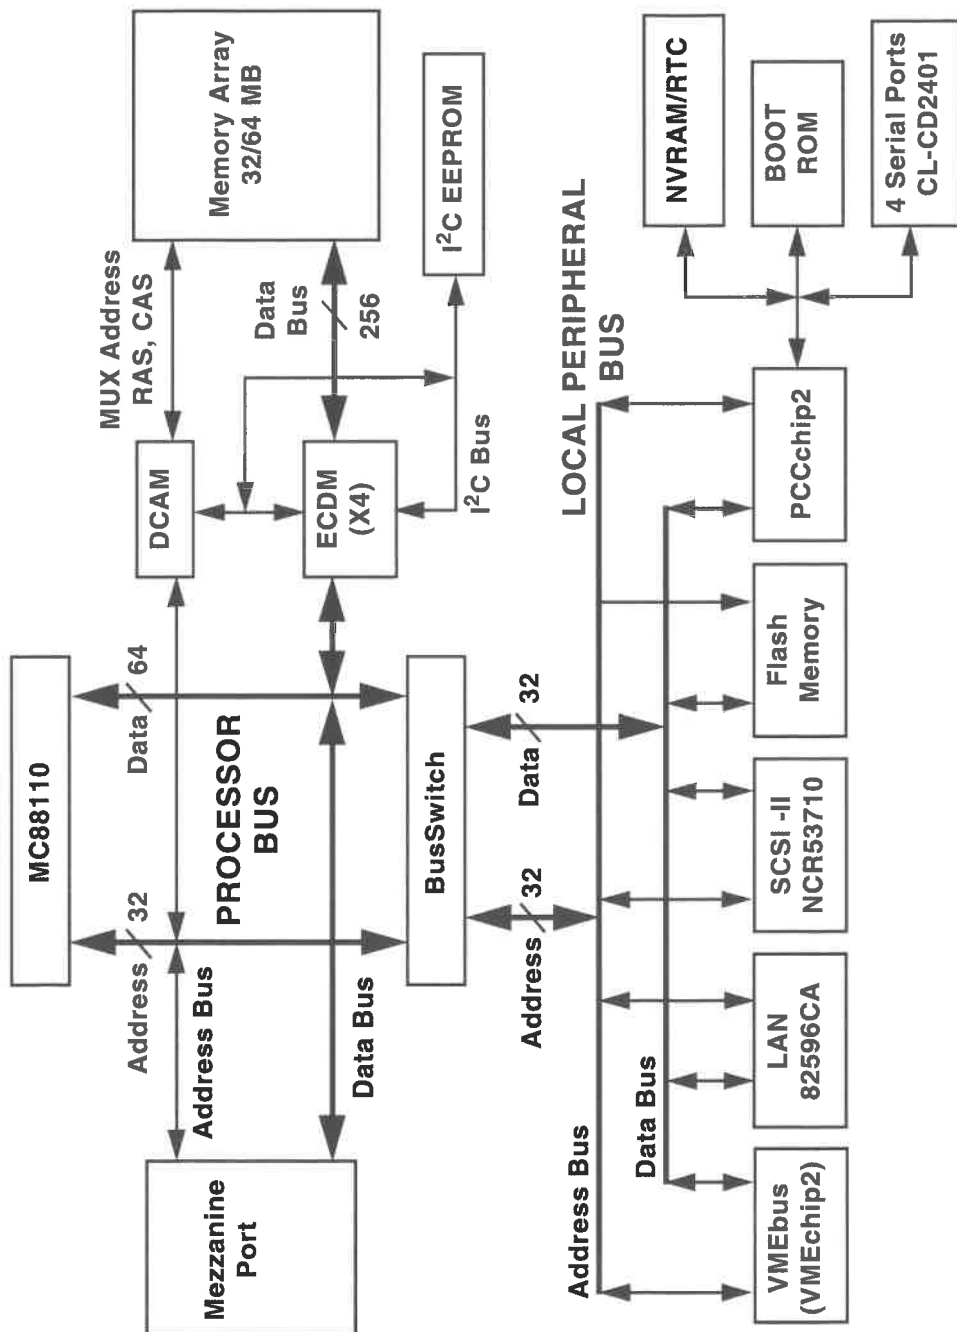 MC88110
Memory Array
32/64 MB
MUX Address
RAS, CAS
DCAM
Data
Bus
256
ECDM
(X4)
I²C EEPROM
I²C Bus
Address
32
Data
64
PROCESSOR
BUS
Address Bus
Data Bus
Mezzanine
Port
BusSwitch
Address
32
Data
32
LOCAL PERIPHERAL
BUS
Address Bus
Data Bus
VMEbus
(VMEchip2)
LAN
82596CA
SCSI -II
NCR53710
Flash
Memory
PCCchip2
NVRAM/RTC
BOOT
ROM
4 Serial Ports
CL-CD2401